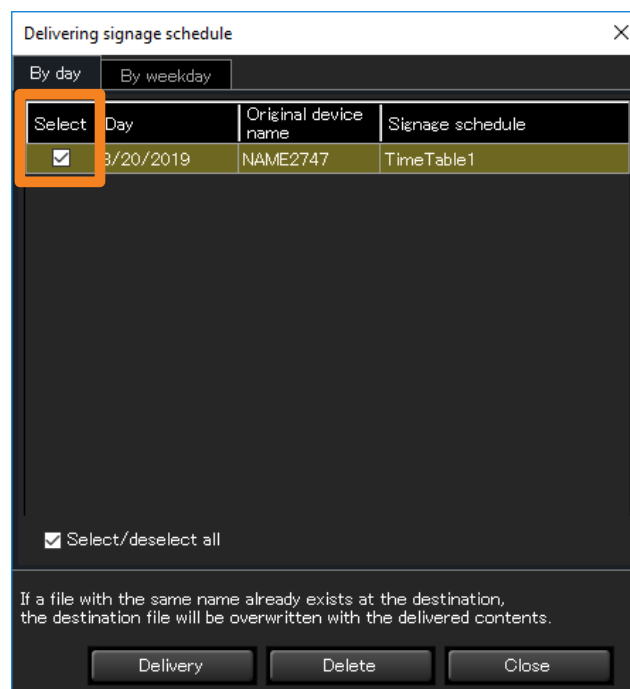 Delivering signage schedule
By day
By weekday
Select
Day
Original device
name
Signage schedule
/20/2019
NAME2747
TimeTable1
Select/deselect all
If a file with the same name already exists at the destination,
the destination file will be overwritten with the delivered contents.
Delivery
Delete
Close